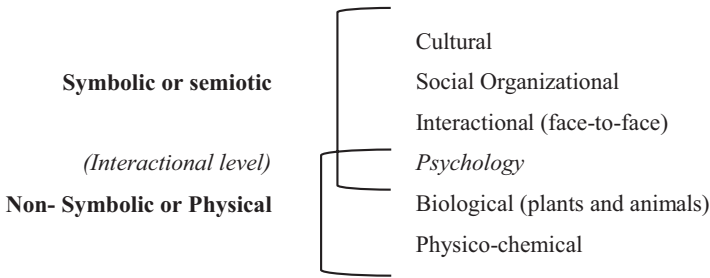 Cultural
Symbolic or semiotic Social Organizational
Interactional (face-to-face)
(Interactional level) Psychology
Non- Symbolic or Physical Biological (plants and animals)
Physico-chemical